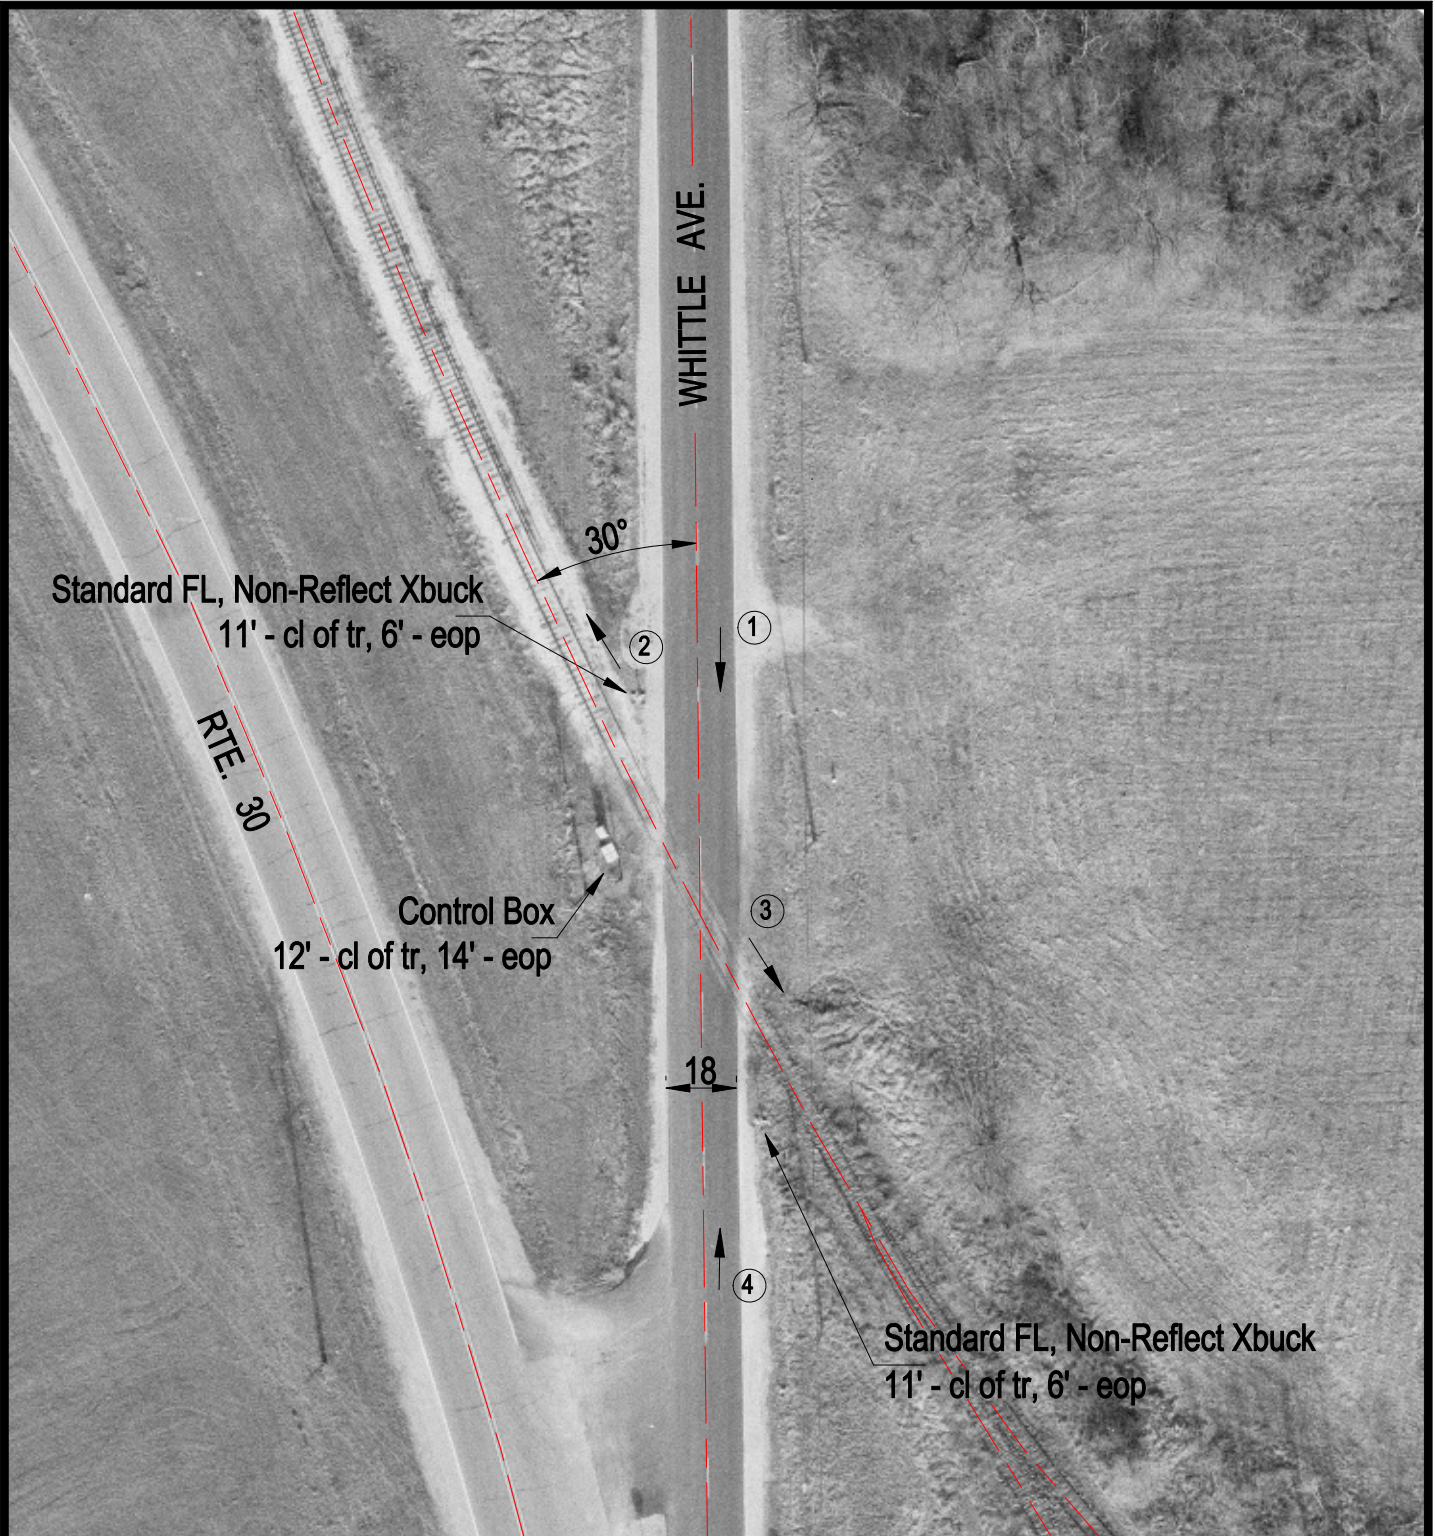 WHITTLE AVE.
30°
Standard FL, Non-Reflect Xbuck
11' - cl of tr, 6' - eop
2
1
RTE. 30
Control Box
12' - cl of tr, 14' - eop
3
18
4
Standard FL, Non-Reflect Xbuck
11' - cl of tr, 6' - eop